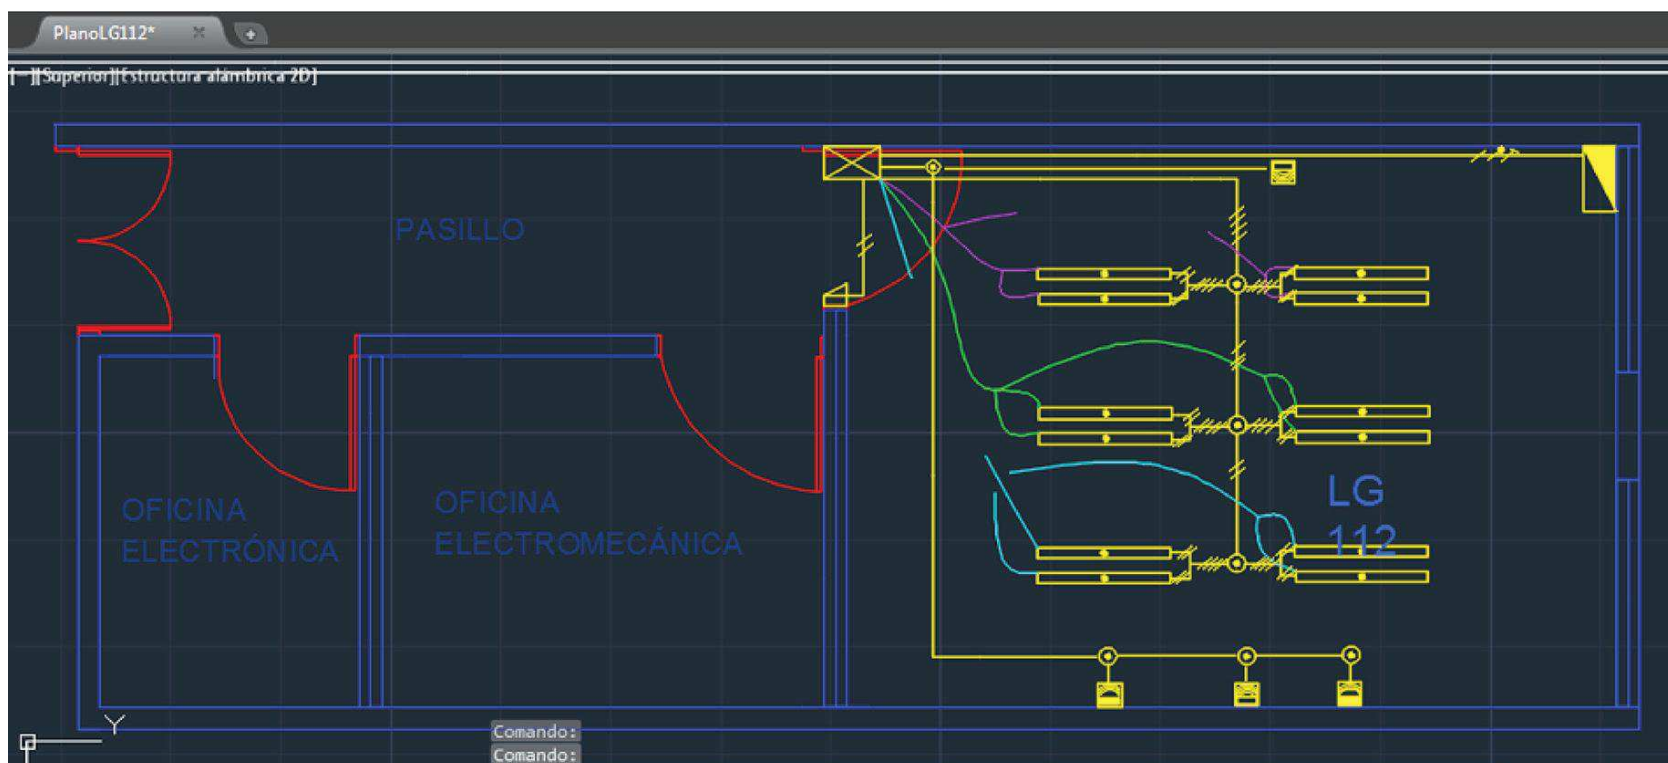 PlanoLG112*
[−][Superior][Estructura alámbrica 2D]
PASILLO
OFICINA
ELECTRÓNICA
OFICINA
ELECTROMECÁNICA
LG
112
Y
Comando:
Comando: